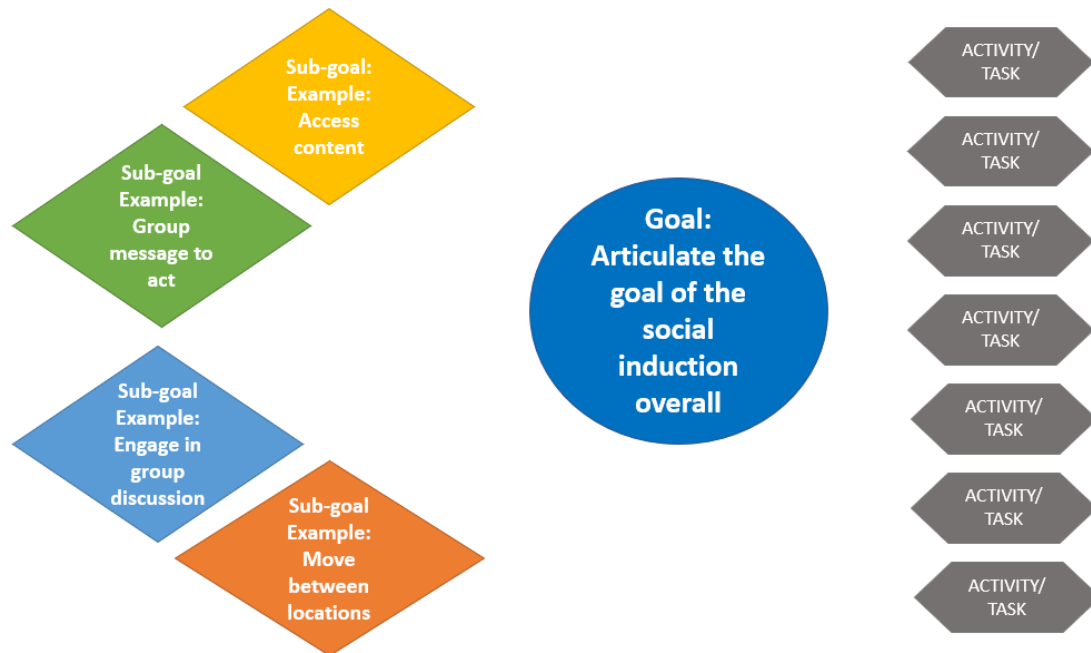 Sub-goal:
Example:
Access
content
Sub-goal
Example:
Group
message to
act
Sub-goal
Example:
Engage in
group
discussion
Sub-goal
Example:
Move
between
locations
Goal:
Articulate the
goal of the
social
induction
overall
ACTIVITY/
TASK
ACTIVITY/
TASK
ACTIVITY/
TASK
ACTIVITY/
TASK
ACTIVITY/
TASK
ACTIVITY/
TASK
ACTIVITY/
TASK